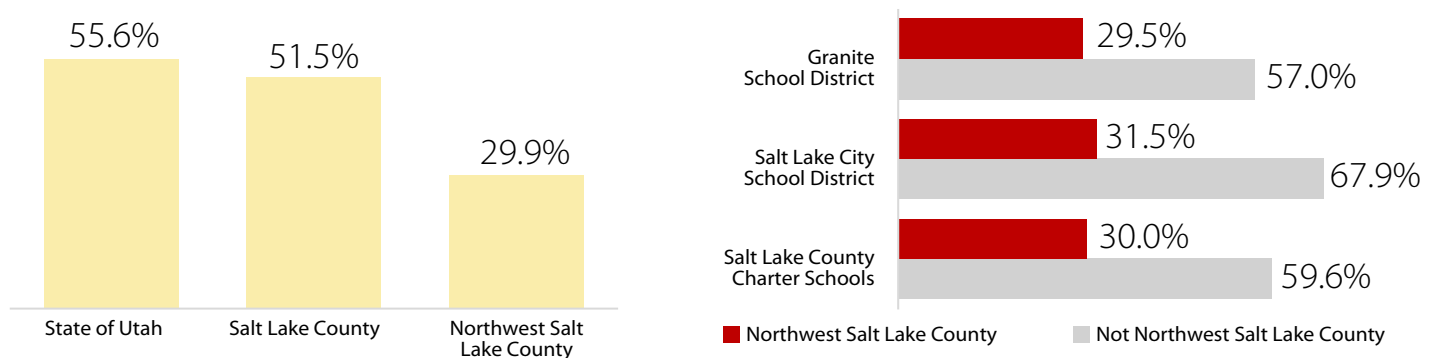 55.6%
51.5%
29.9%
State of Utah
Salt Lake County
Northwest Salt
Lake County
Granite
School District
29.5%
57.0%
Salt Lake City
School District
31.5%
67.9%
Salt Lake County
Charter Schools
30.0%
59.6%
Northwest Salt Lake County
Not Northwest Salt Lake County